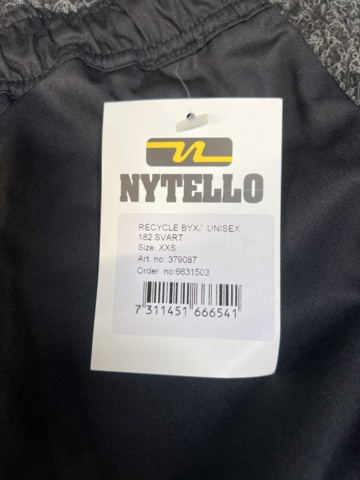 NYTELLO
RECYCLE BYX. UNISEX
182 SVART
Size: XXS
Art. no: 379087
Order no:6631503
7 311451 666541